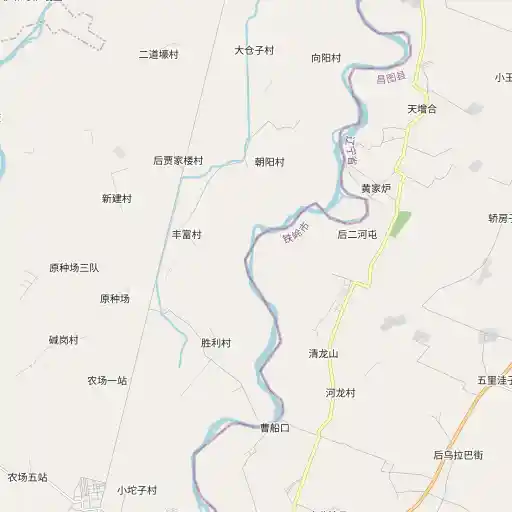 大仓子村
二道壕村
向阳村
昌图县
小王
天增合
辽宁省
后贾家楼村
朝阳村
黄家炉
新建村
轿房子
丰富村
铁岭市
后二河屯
原种场三队
原种场
碱岗村
胜利村
清龙山
农场一站
五里洼子
河龙村
曹船口
后乌拉巴街
农场五站
小坨子村